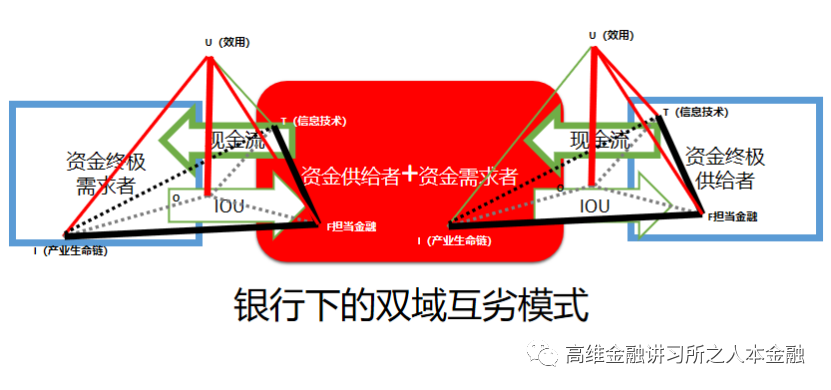 U（效用）
U（效用）
T（信息技术）
T（信息技术）
现金流
现金流
资金终极
需求者
资金供给者+资金需求者
资金终极
供给者
O
IOU
O
IOU
F担当金融
F担当金融
I（产业生命链）
I（产业生命链）
银行下的双域互劣模式
高维金融讲习所之人本金融